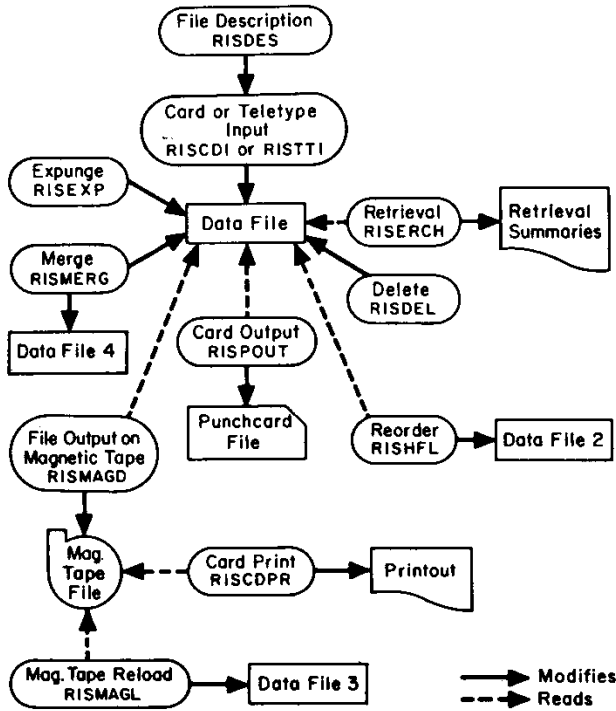 File Description
RISDES
Card or Teletype
Input
RISCDI or RISTTI
Expunge
RISEXP
Data File
Retrieval
RISERCH
Retrieval
Summaries
Merge
RISMERG
Delete
RISDEL
Data File 4
Card Output
RISPOUT
Punchcard
File
File Output on
Magnetic Tape
RISMAGD
Reorder
RISHFL
Data File 2
Mag.
Tape
File
Card Print
RISCDPR
Printout
Mag. Tape Reload
RISMAGL
Data File 3
Modifies
Reads